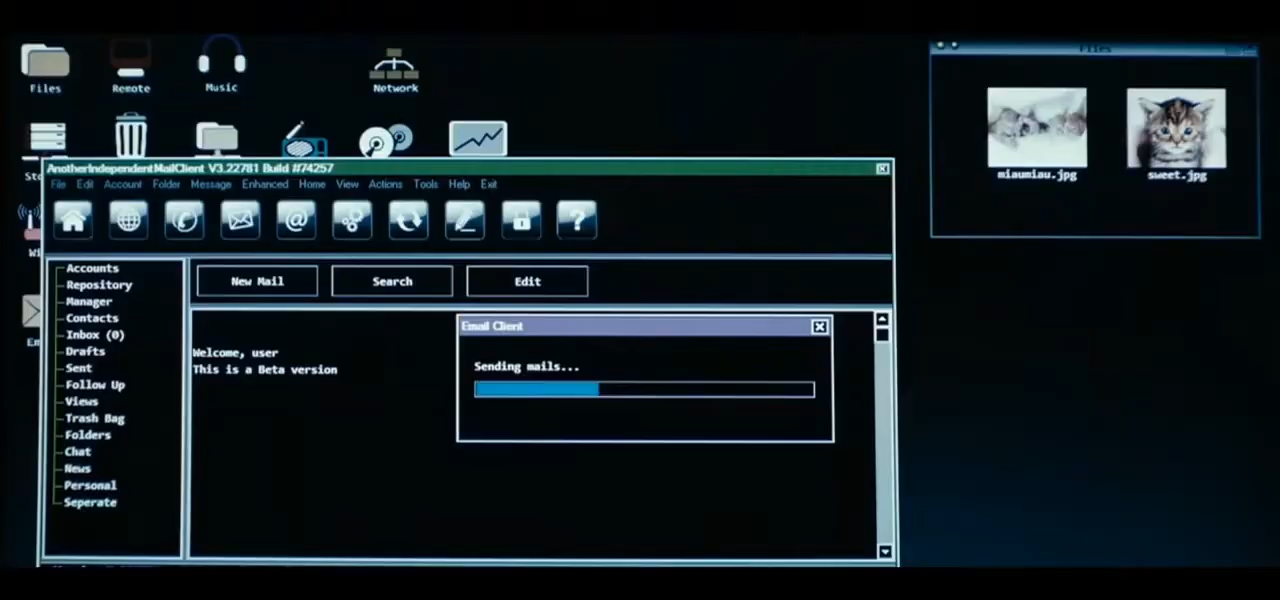 Files
Remote
Music
Network
Files
miaumiau.jpg
sweet.jpg
AnotherIndependentMailClient V3.22781 Build #74257
File Edit Account Folder Message Enhanced Home View Actions Tools Help Exit
New Mail
Search
Edit
Accounts
Repository
Manager
Contacts
Inbox (0)
Drafts
Sent
Follow Up
Views
Trash Bag
Folders
Chat
News
Personal
Seperate
Welcome, user
This is a Beta version
Email Client
Sending mails...